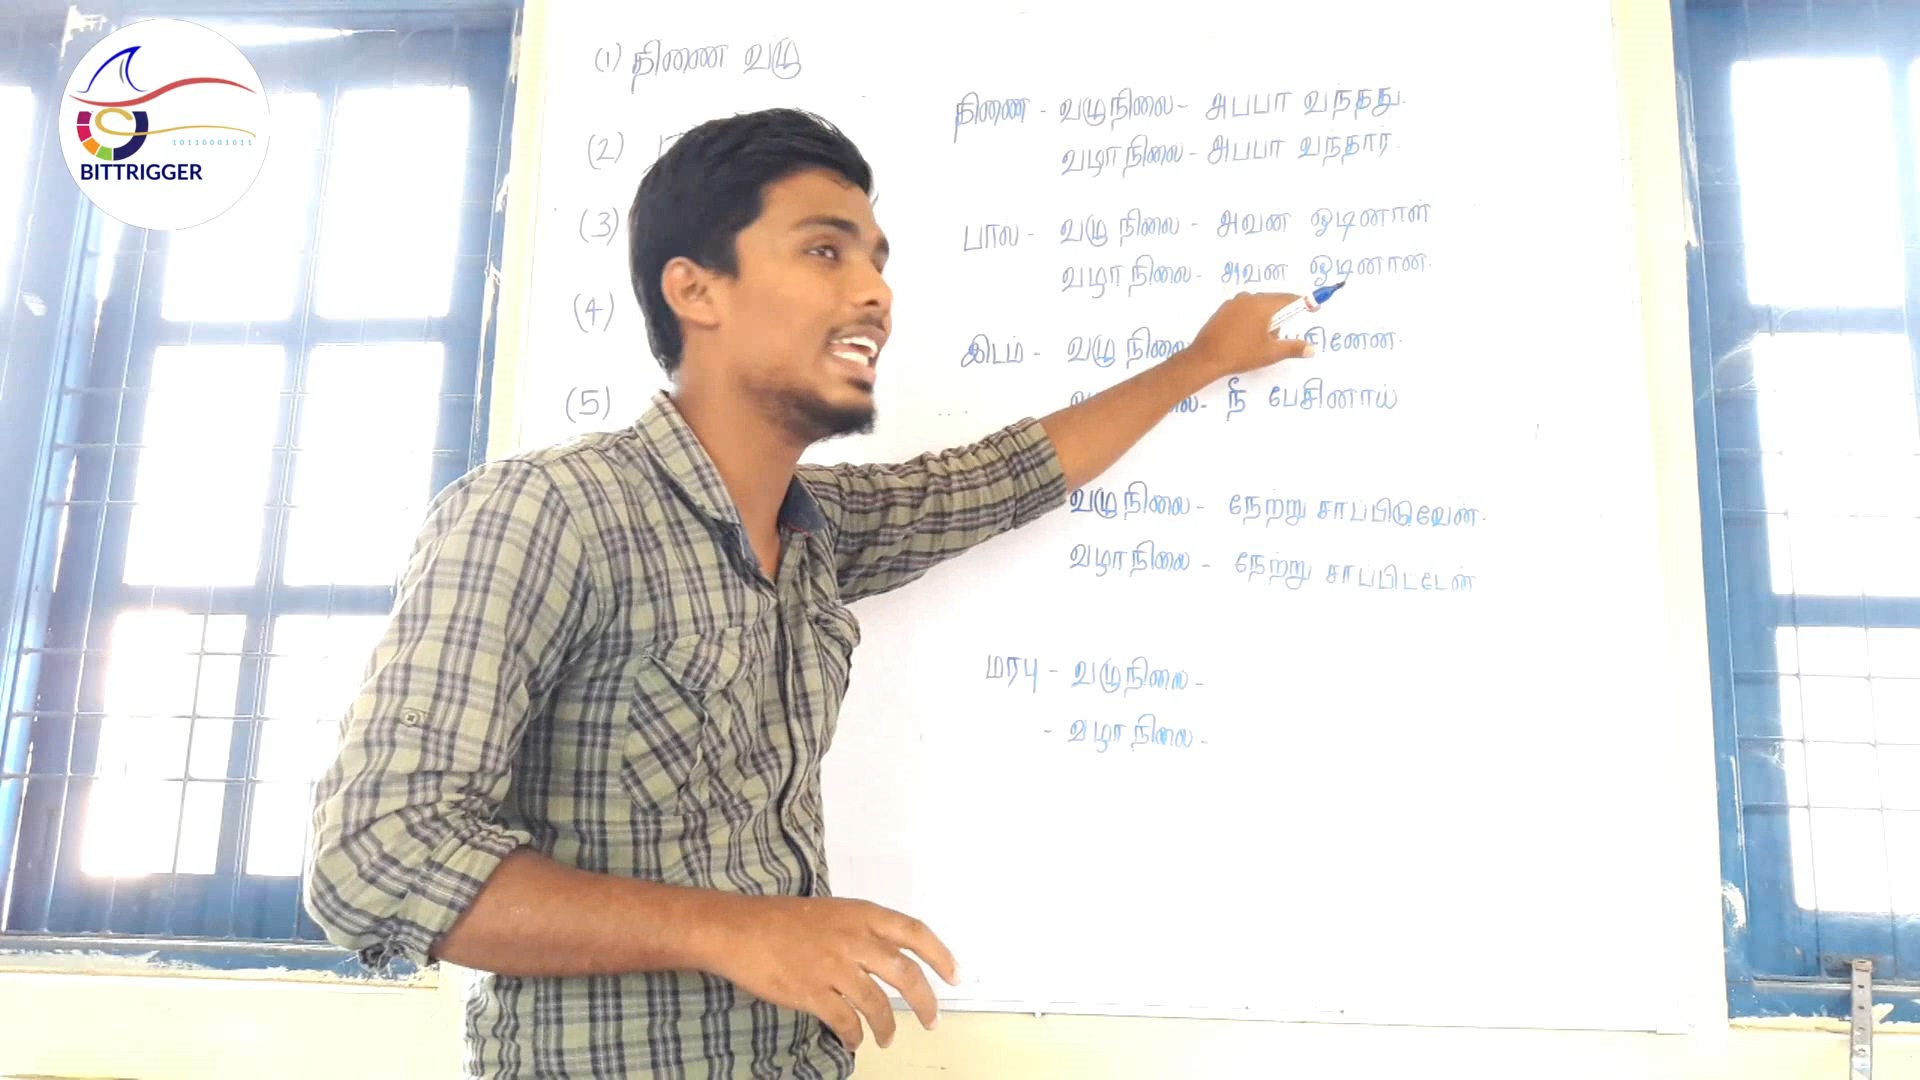 10110001011
BITTRIGGER
(1) திணை வழு
(2)
(3)
(4)
(5)
திணை - வழுநிலை - அப்பா வந்தது.
வழாநிலை - அப்பா வந்தார்.
பால் - வழு நிலை - அவன் ஓடினாள்
வழாநிலை - அவன் ஓடினான்.
இடம் - வழு நிலை
நீ பேசினாய்
வழுநிலை - நேற்று சாப்பிடுவேன்.
வழாநிலை - நேற்று சாப்பிட்டேன்
மரபு - வழுநிலை -
- வழாநிலை -